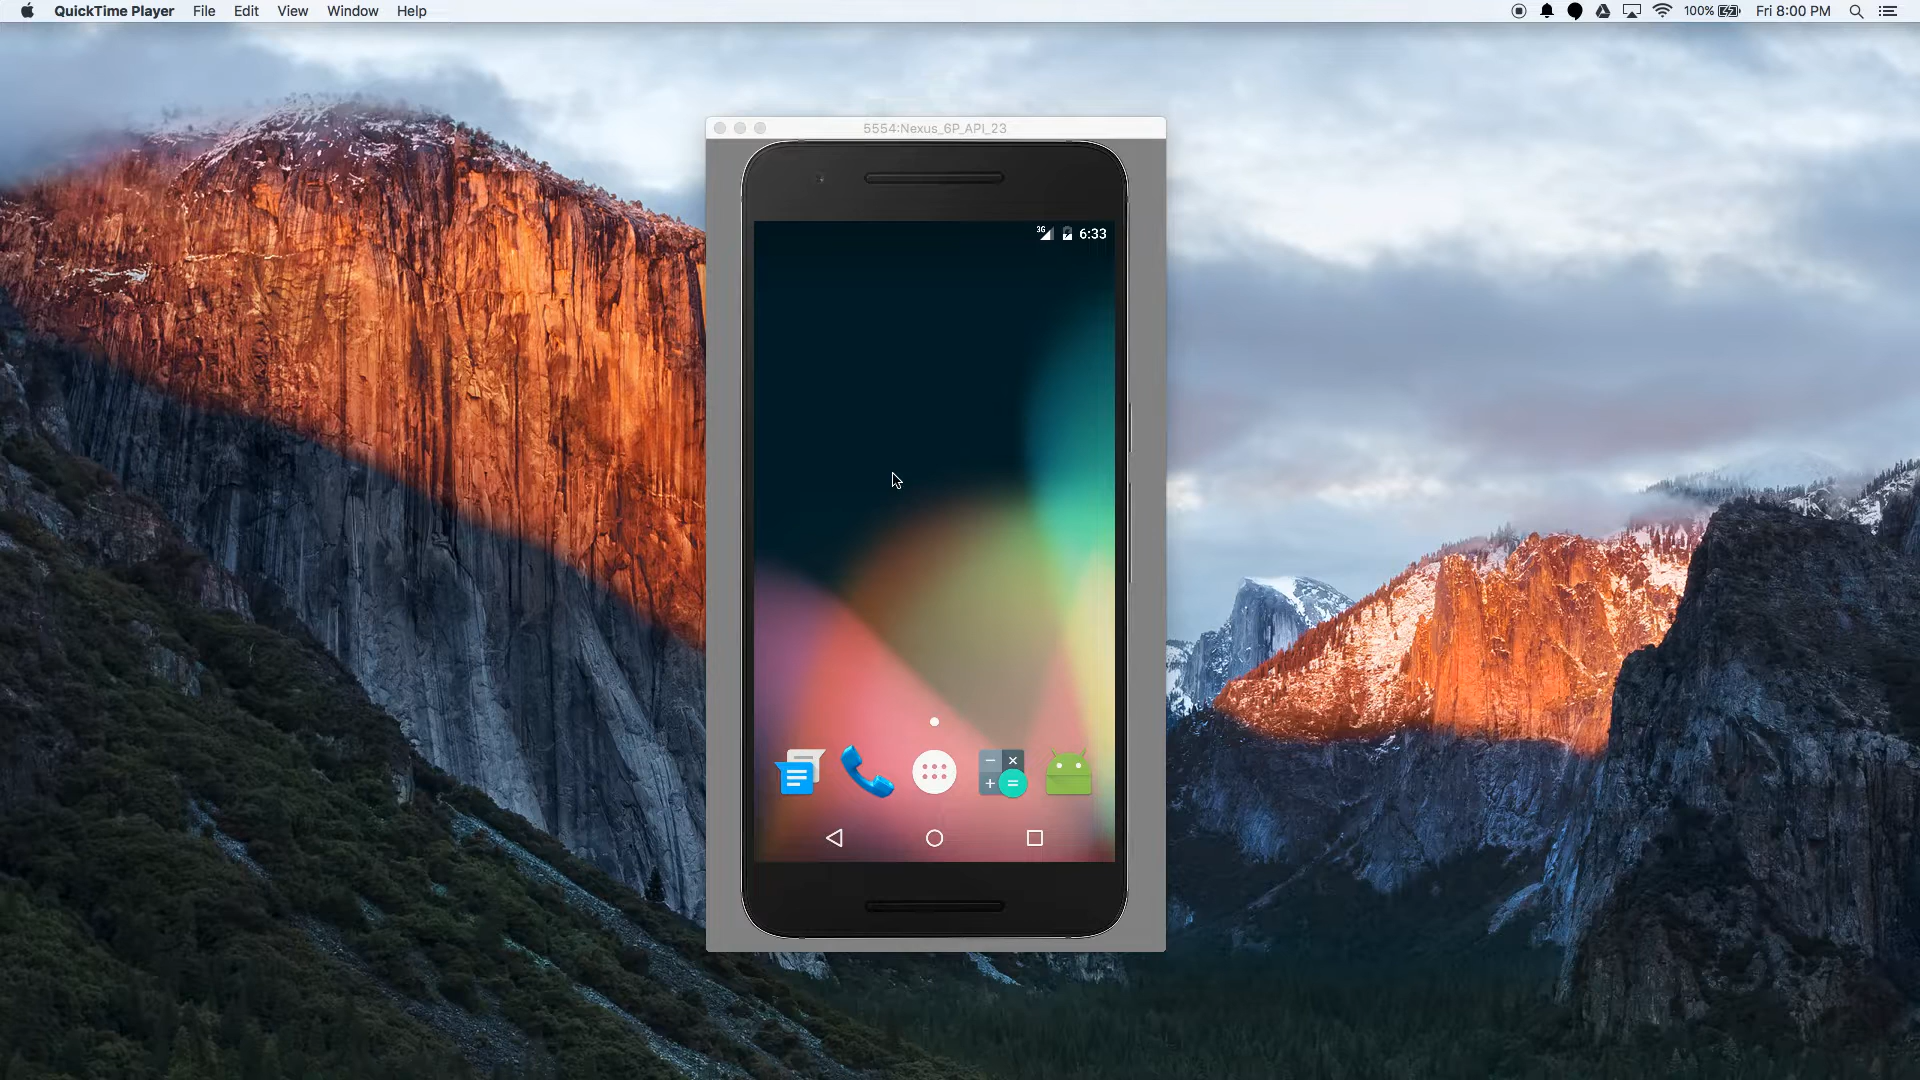 QuickTime Player File Edit View Window Help 100% Fri 8:00 PM
5554:Nexus_6P_API_23
3G 6:33